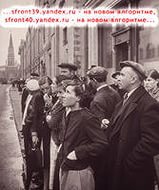 ...sfront39.yandex.ru - на новом алгоритме,
sfront40.yandex.ru - на новом алгоритме...